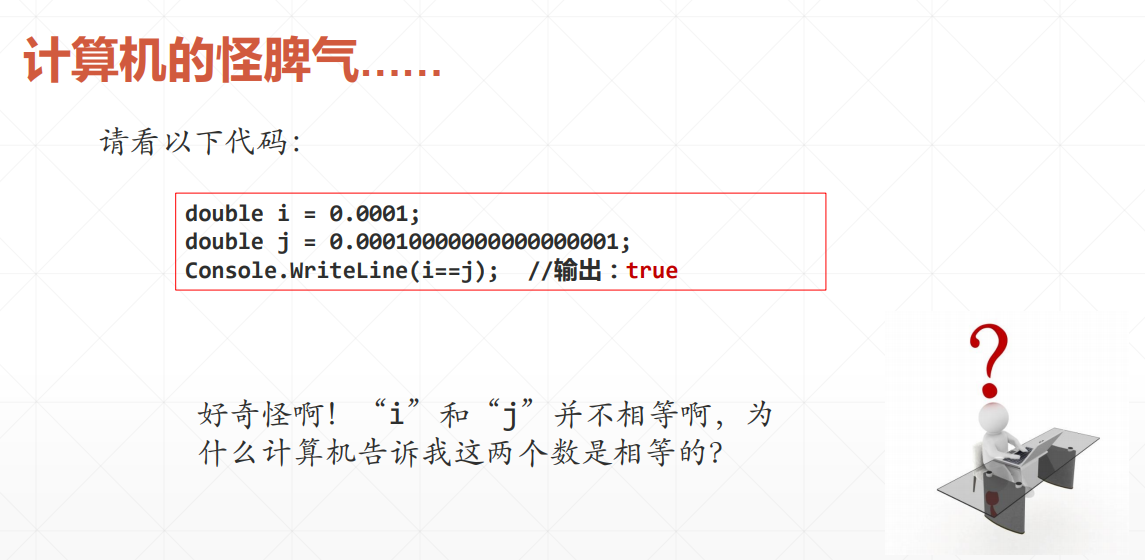 计算机的怪脾气……
请看以下代码：
double i = 0.0001;
double j = 0.00010000000000000001;
Console.WriteLine(i==j);  //输出：true
好奇怪啊！“i”和“j”并不相等啊，为
什么计算机告诉我这两个数是相等的？
?